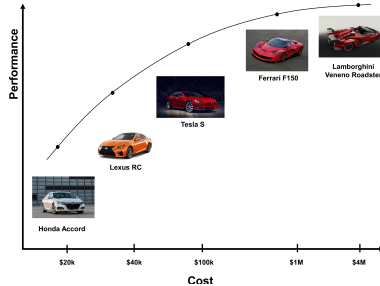 Performance
Lamborghini
Veneno Roadster
Ferrari F150
Tesla S
Lexus RC
Honda Accord
$20k
$40k
$100k
$1M
$4M
Cost